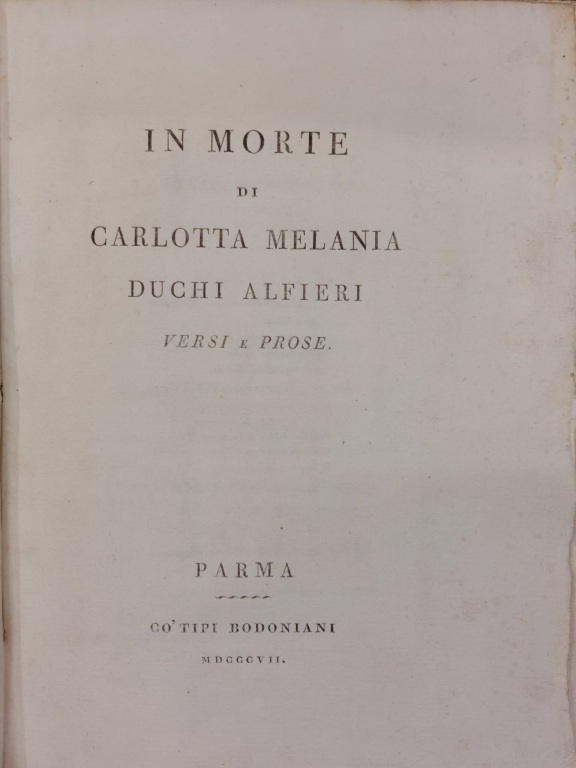 IN MORTE
DI
CARLOTTA MELANIA
DUCHI ALFIERI
VERSI E PROSE.
PARMA
CO' TIPI BODONIANI
MDCCCVII.